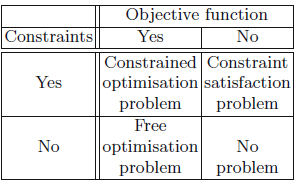 Objective function
Constraints Yes No
Constrained Constraint
Yes optimisation satisfaction
problem problem
Free
No optimisation No
problem problem